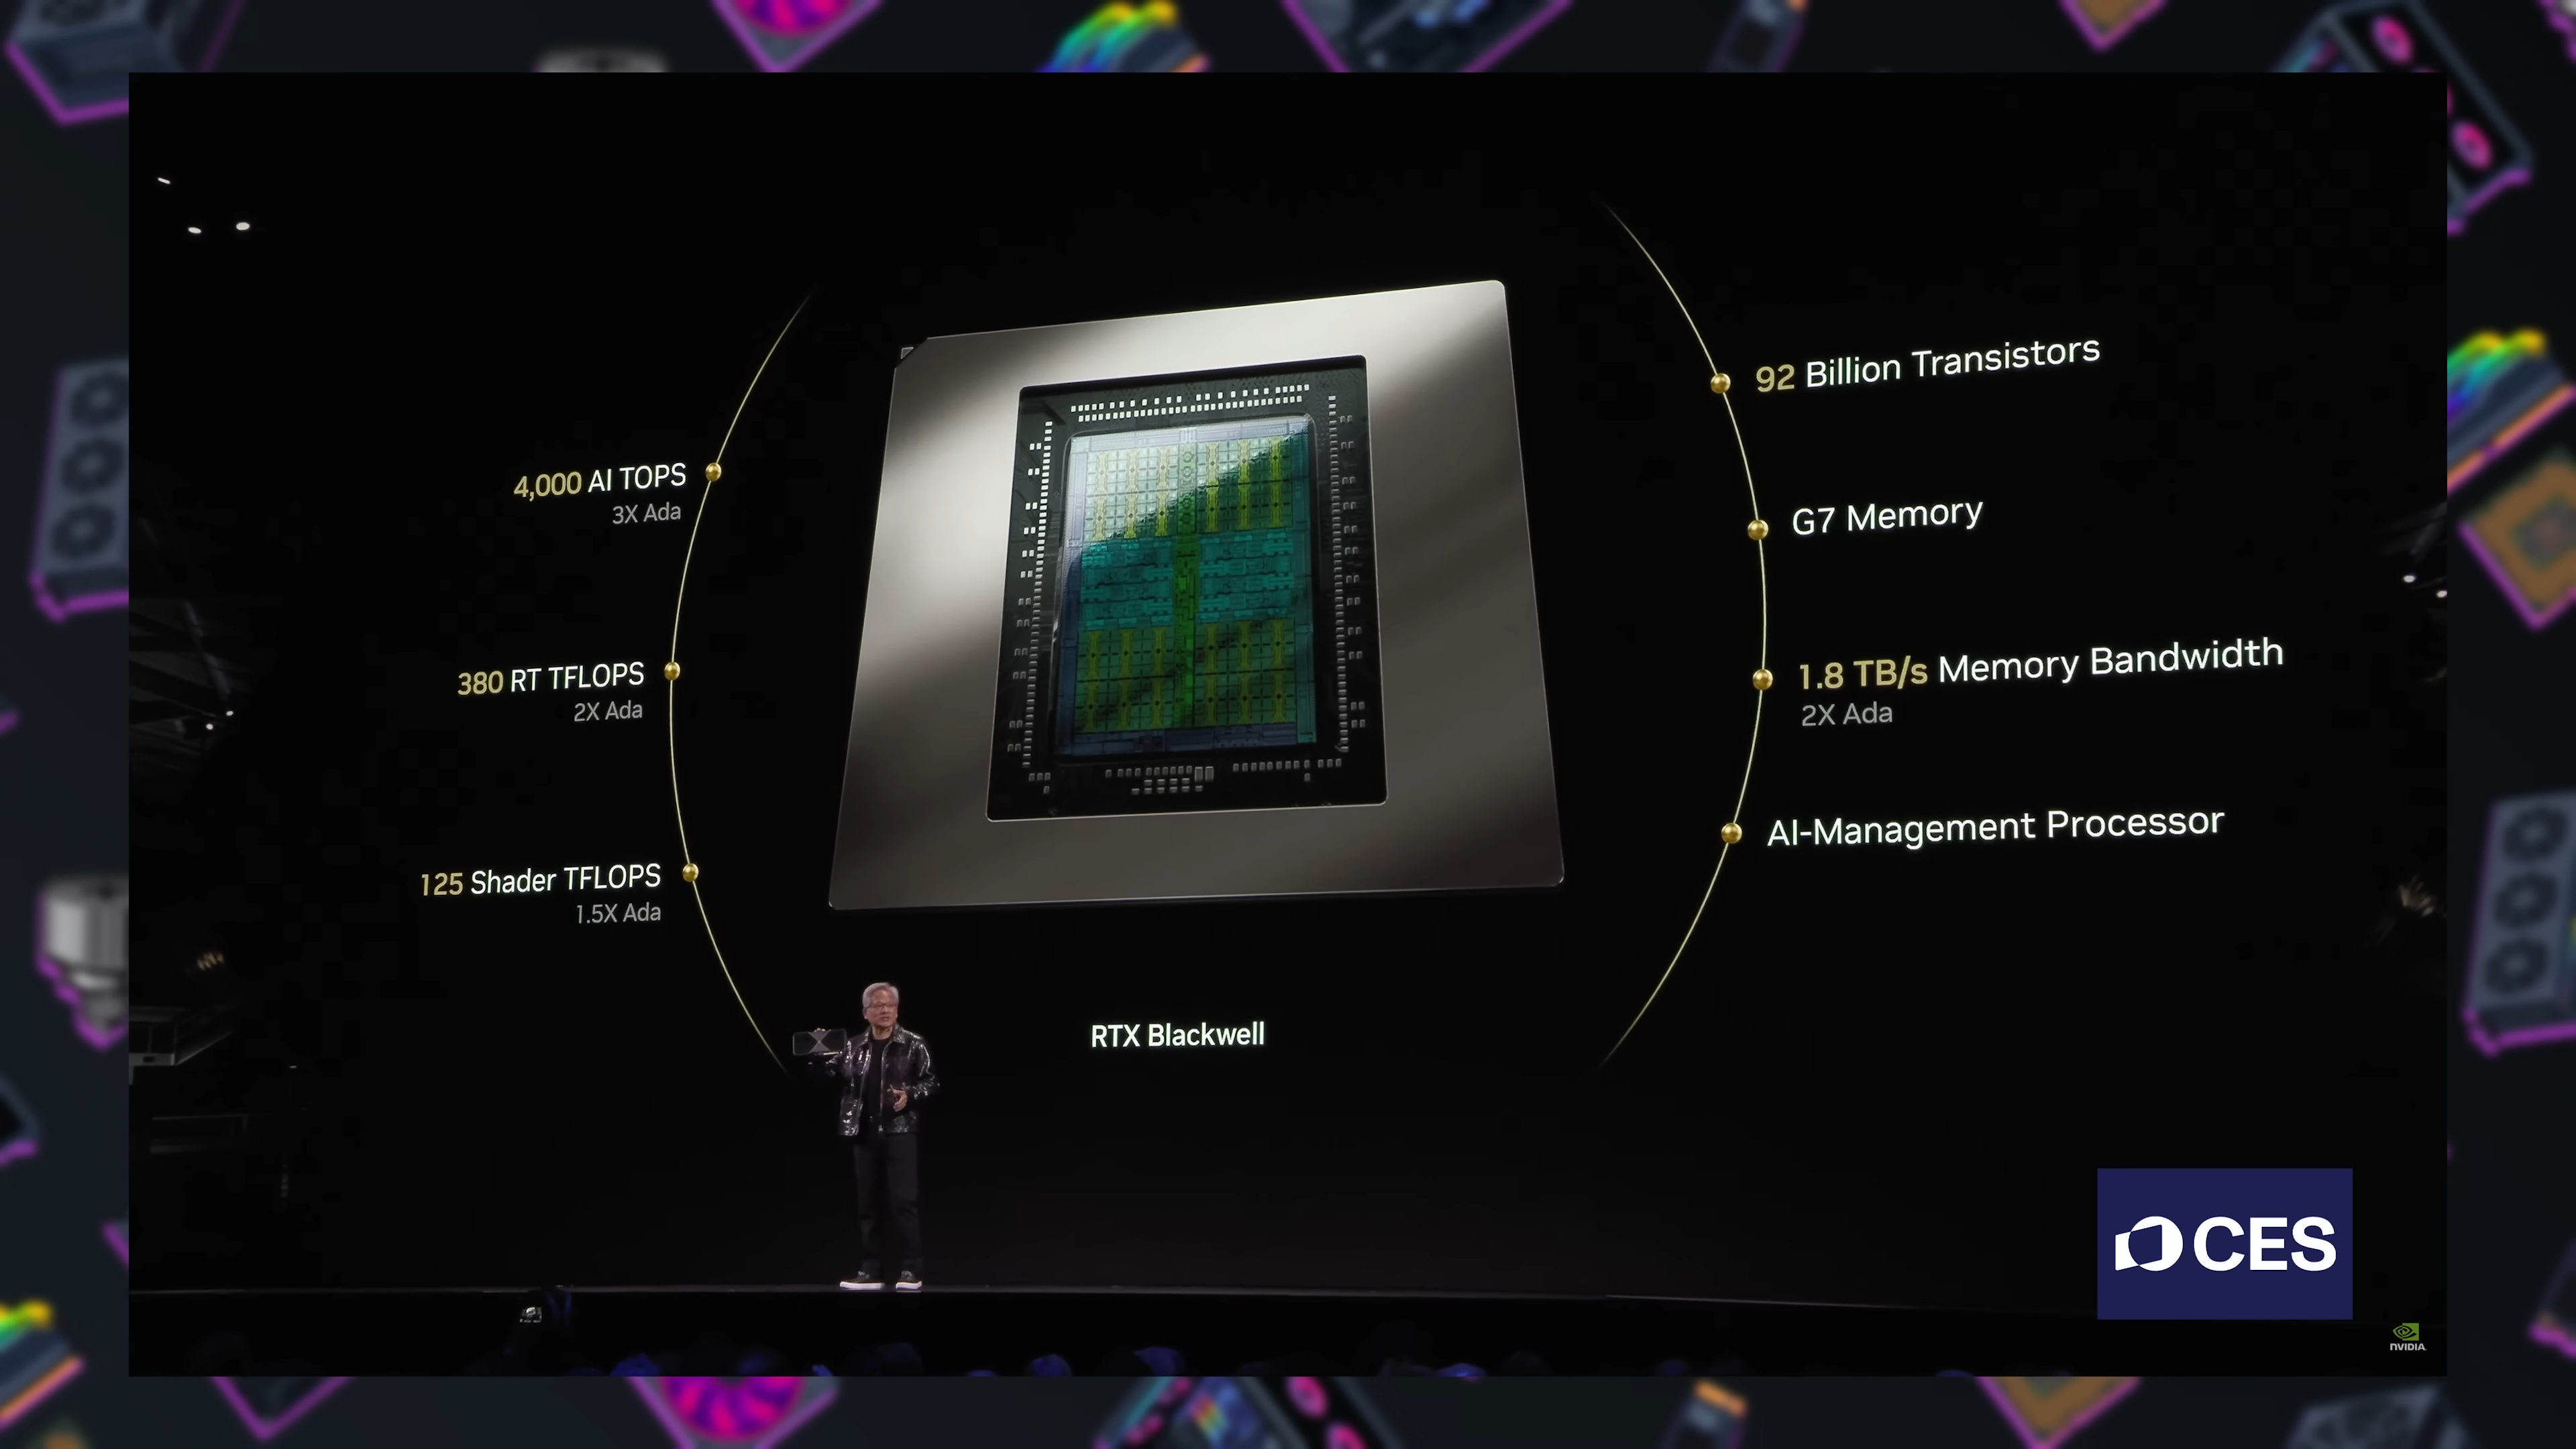 4,000 AI TOPS
3X Ada
380 RT TFLOPS
2X Ada
125 Shader TFLOPS
1.5X Ada
92 Billion Transistors
G7 Memory
1.8 TB/s Memory Bandwidth
2X Ada
AI-Management Processor
RTX Blackwell
CES
NVIDIA